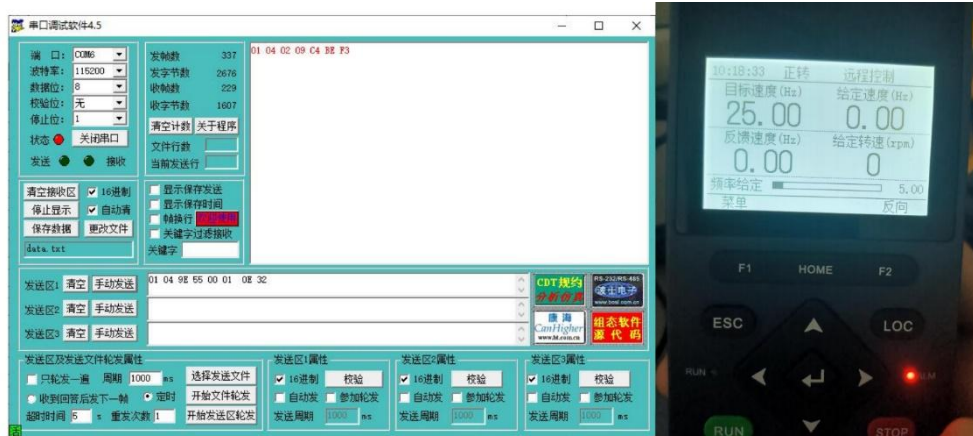 串口调试软件4.5
端 口: COM6
波特率: 115200
数据位: 8
校验位: 无
停止位: 1
状态 关闭串口
发送 接收
发帧数 337
发字节数 2676
收帧数 229
收字节数 1607
清空计数 关于程序
文件行数
当前发送行
01 04 02 09 C4 BE F3
清空接收区 16进制
停止显示 自动清
保存数据 更改文件
data.txt
显示保存发送
显示保存时间
帧换行
关键字过滤接收
关键字
发送区1 清空 手动发送 01 04 9E 55 00 01 0E 32
发送区2 清空 手动发送
发送区3 清空 手动发送
CDT规约
分析仿真
RS-232/RS-485
波士电子
www.bosi.com.cn
康海
CanHigher
组态软件
源代码
发送区及发送文件轮发属性
只轮发一遍 周期 1000 ms 选择发送文件
收到回答后发下一帧 定时 开始文件轮发
超时时间 5 s 重发次数 1 开始发送区轮发
发送区1属性
16进制 校验
自动发 参加轮发
发送周期 1000 ms
发送区2属性
16进制 校验
自动发 参加轮发
发送周期 1000 ms
发送区3属性
16进制 校验
自动发 参加轮发
发送周期 1000 ms
10:18:33 正转 远程控制
目标速度(Hz) 给定速度(Hz)
25.00 0.00
反馈速度(Hz) 给定转速(rpm)
0.00 0
频率给定 5.00
菜单 反向
F1 HOME F2
ESC LOC
RUN
RUN STOP